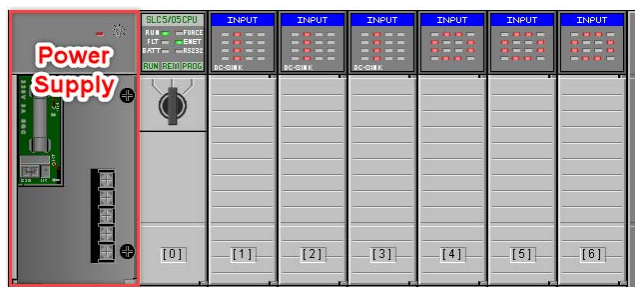 Power
Supply
SLC 5/05 CPU
RUN FORCE
FLT ENET
BATT RS232
RUN REM PROG
INPUT
DC-SINK
INPUT
DC-SINK
INPUT
DC-SINK
INPUT
INPUT
INPUT
[0]
[1]
[2]
[3]
[4]
[5]
[6]